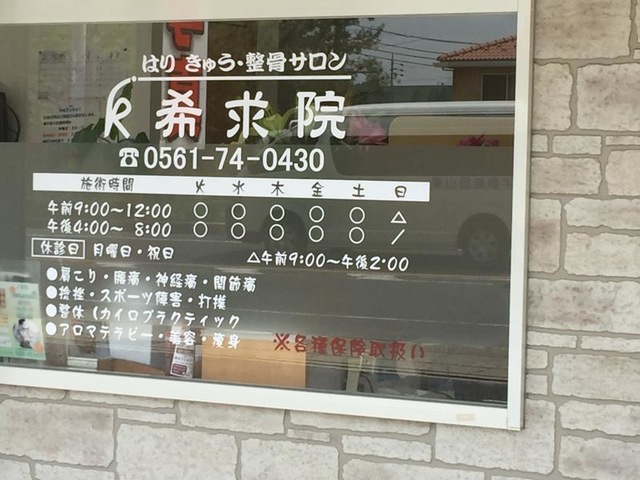 はり きゅう・整骨サロン
k 希求院
☎0561-74-0430
施術時間 火 水 木 金 土 日
午前9:00〜12:00 ○ ○ ○ ○ ○ △
午後4:00〜 8:00 ○ ○ ○ ○ ○ /
休診日 月曜日・祝日 △午前9:00〜午後2:00
●肩こり・腰痛・神経痛・関節痛
●捻挫・スポーツ障害・打撲
●整体(カイロプラクティック
●アロマテラピー・美容・痩身
※各種保険取扱い